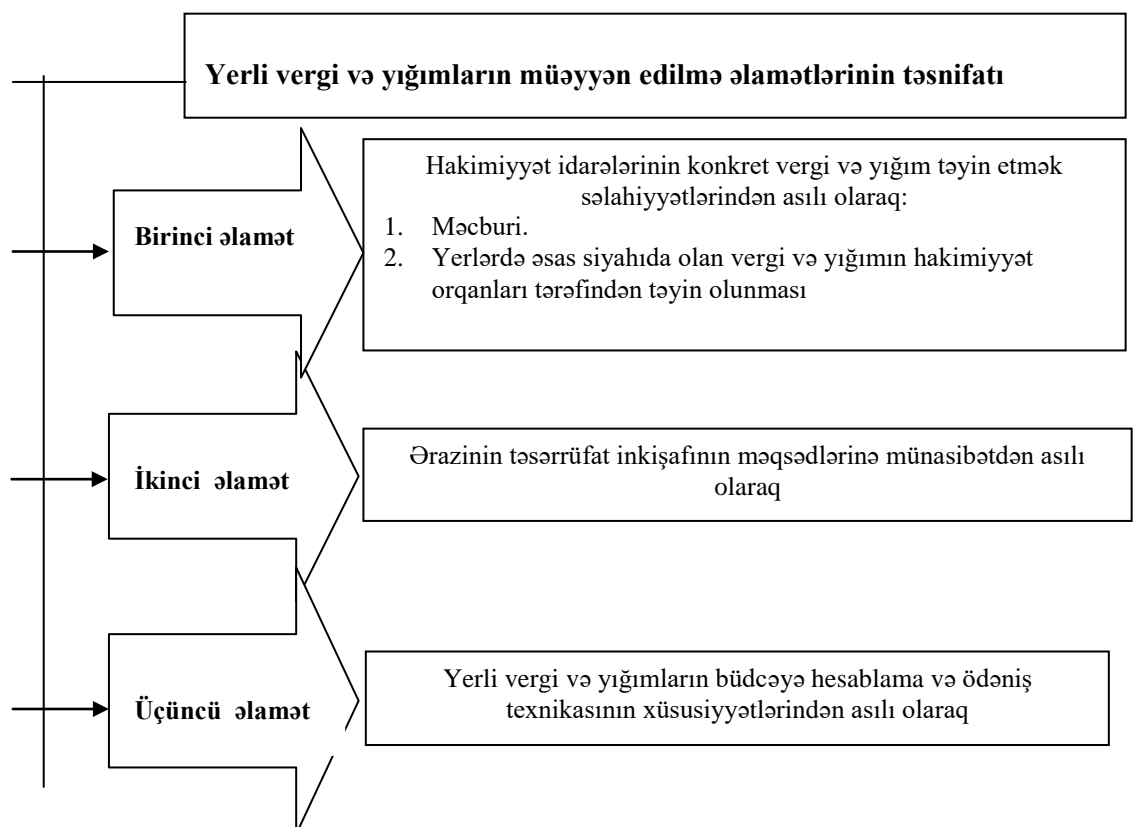 Yerli vergi və yığımların müəyyən edilmə əlamətlərinin təsnifatı
Birinci əlamət
Hakimiyyət idarələrinin konkret vergi və yığım təyin etmək
səlahiyyətlərindən asılı olaraq:
1. Məcburi.
2. Yerlərdə əsas siyahıda olan vergi və yığımın hakimiyyət
orqanları tərəfindən təyin olunması
İkinci əlamət
Ərazinin təsərrüfat inkişafının məqsədlərinə münasibətdən asılı
olaraq
Üçüncü əlamət
Yerli vergi və yığımların büdcəyə hesablama və ödəniş
texnikasının xüsusiyyətlərindən asılı olaraq